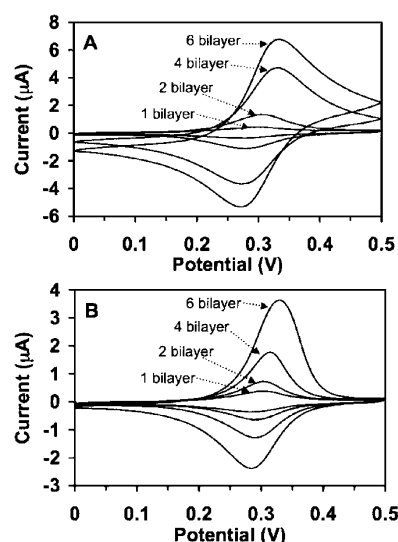 A
8
6
4
2
0
-2
-4
-6
Current (µA)
6 bilayer
4 bilayer
2 bilayer
1 bilayer
0
0.1
0.2
0.3
0.4
0.5
Potential (V)
B
5
4
3
2
1
0
-1
-2
-3
Current (µA)
6 bilayer
4 bilayer
2 bilayer
1 bilayer
0
0.1
0.2
0.3
0.4
0.5
Potential (V)